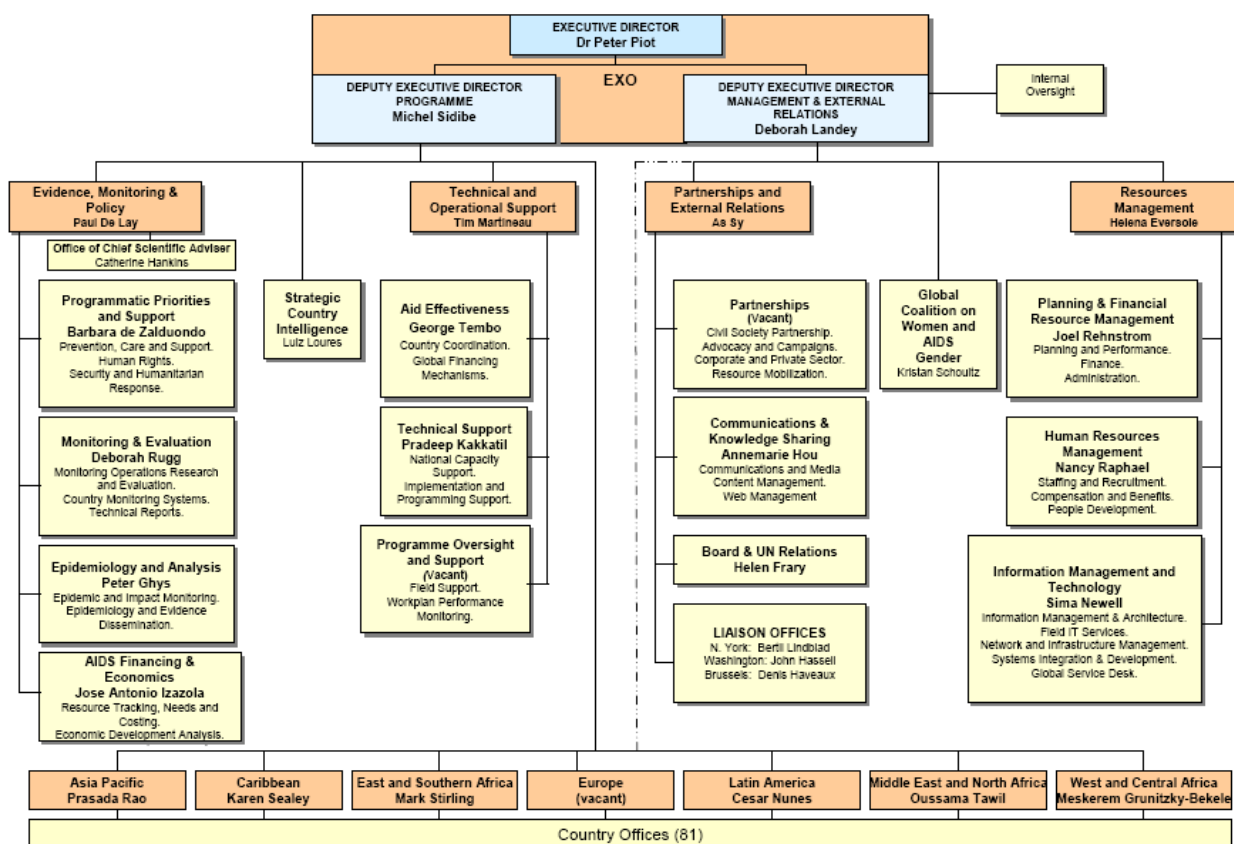 EXECUTIVE DIRECTOR
Dr Peter Piot
EXO
DEPUTY EXECUTIVE DIRECTOR
PROGRAMME
Michel Sidibe
DEPUTY EXECUTIVE DIRECTOR
MANAGEMENT & EXTERNAL
RELATIONS
Deborah Landey
Internal
Oversight
Evidence, Monitoring &
Policy
Paul De Lay
Technical and
Operational Support
Tim Martineau
Partnerships and
External Relations
As Sy
Resources
Management
Helena Eversole
Office of Chief Scientific Adviser
Catherine Hankins
Programmatic Priorities
and Support
Barbara de Zalduondo
Prevention, Care and Support.
Human Rights.
Security and Humanitarian
Response.
Monitoring & Evaluation
Deborah Rugg
Monitoring Operations Research
and Evaluation.
Country Monitoring Systems.
Technical Reports.
Epidemiology and Analysis
Peter Ghys
Epidemic and Impact Monitoring.
Epidemiology and Evidence
Dissemination.
AIDS Financing &
Economics
Jose Antonio Izazola
Resource Tracking, Needs and
Costing.
Economic Development Analysis.
Strategic
Country
Intelligence
Luiz Loures
Aid Effectiveness
George Tembo
Country Coordination.
Global Financing
Mechanisms.
Technical Support
Pradeep Kakkatil
National Capacity
Support.
Implementation and
Programming Support.
Programme Oversight
and Support
(Vacant)
Field Support.
Workplan Performance
Monitoring.
Partnerships
(Vacant)
Civil Society Partnership.
Advocacy and Campaigns.
Corporate and Private Sector.
Resource Mobilization.
Communications &
Knowledge Sharing
Annemarie Hou
Communications and Media
Content Management.
Web Management
Board & UN Relations
Helen Frary
LIAISON OFFICES
N. York: Bertil Lindblad
Washington: John Hassell
Brussels: Denis Haveaux
Global
Coalition on
Women and
AIDS
Gender
Kristan Schoultz
Planning & Financial
Resource Management
Joel Rehnstrom
Planning and Performance.
Finance.
Administration.
Human Resources
Management
Nancy Raphael
Staffing and Recruitment.
Compensation and Benefits.
People Development.
Information Management and
Technology
Sima Newell
Information Management & Architecture.
Field IT Services.
Network and Infrastructure Management.
Systems Integration & Development.
Global Service Desk.
Asia Pacific
Prasada Rao
Caribbean
Karen Sealey
East and Southern Africa
Mark Stirling
Europe
(vacant)
Latin America
Cesar Nunes
Middle East and North Africa
Oussama Tawil
West and Central Africa
Meskerem Grunitzky-Bekele
Country Offices (81)